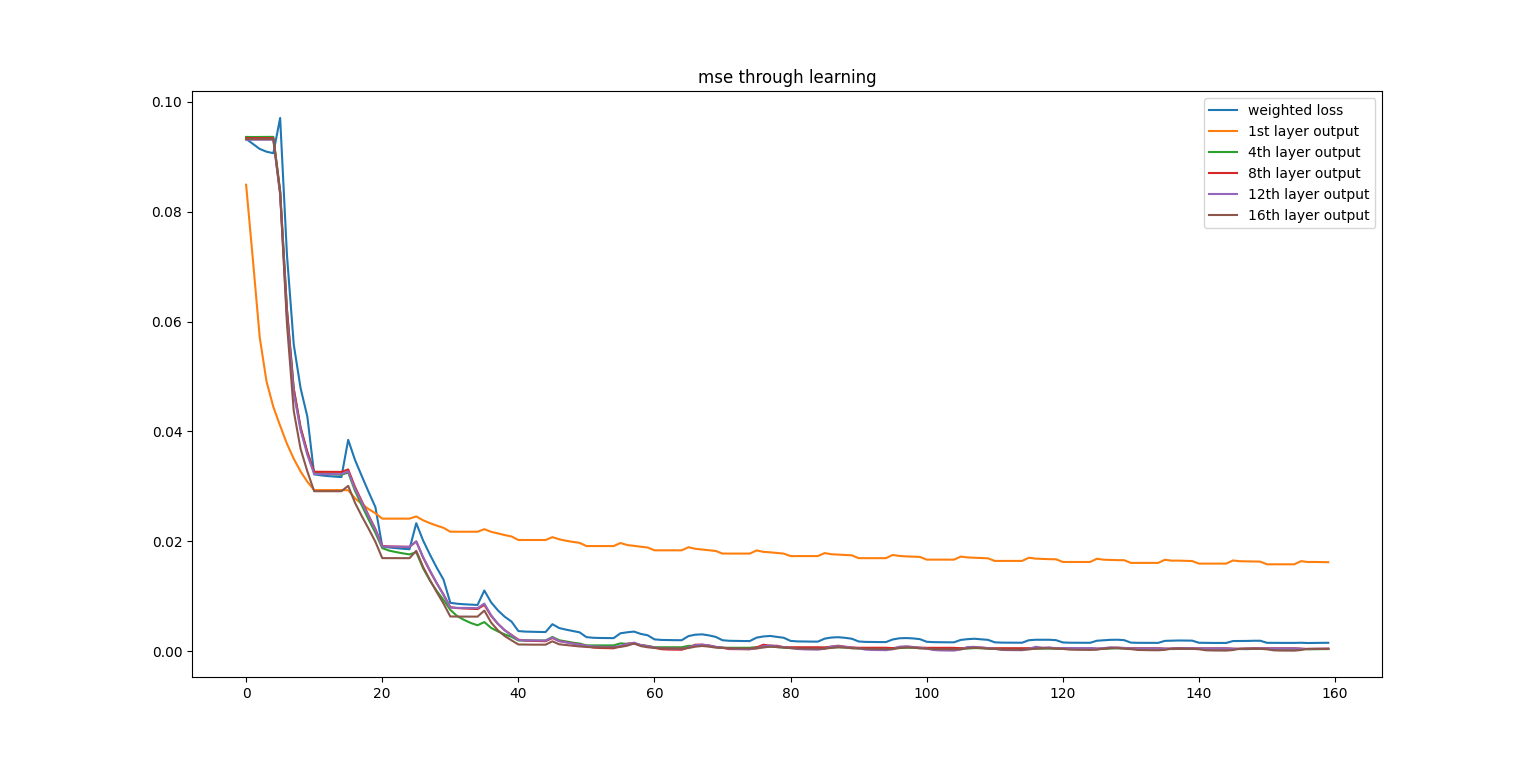 mse through learning
0.10
0.08
0.06
0.04
0.02
0.00
0 20 40 60 80 100 120 140 160
weighted loss
1st layer output
4th layer output
8th layer output
12th layer output
16th layer output